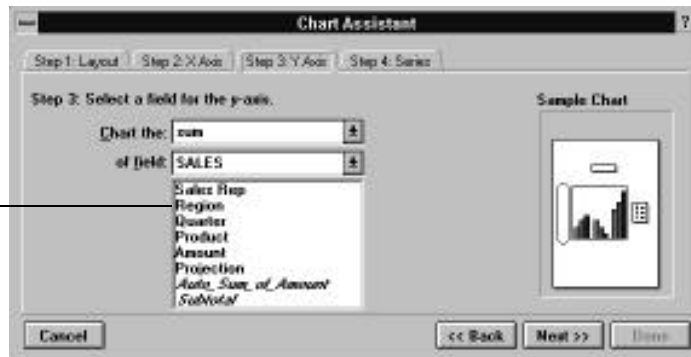 Chart Assistant ?
Step 1: Layout Step 2: X Axis Step 3: Y Axis Step 4: Series
Step 3: Select a field for the y-axis. Sample Chart
Chart the: sum
of field: SALES
Sales Rep
Region
Quarter
Product
Amount
Projection
Auto_Sum_of_Amount
Subtotal
Cancel << Back Next >> Done